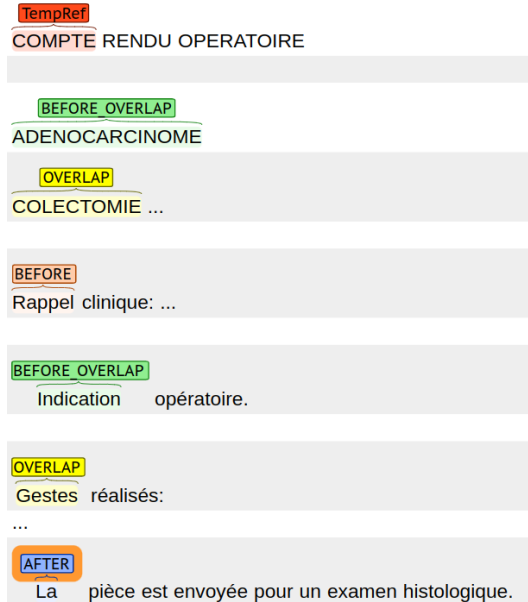 TempRef
COMPTE RENDU OPERATOIRE
BEFORE_OVERLAP
ADENOCARCINOME
OVERLAP
COLECTOMIE ...
BEFORE
Rappel clinique: ...
BEFORE_OVERLAP
Indication opératoire.
OVERLAP
Gestes réalisés:
...
AFTER
La pièce est envoyée pour un examen histologique.